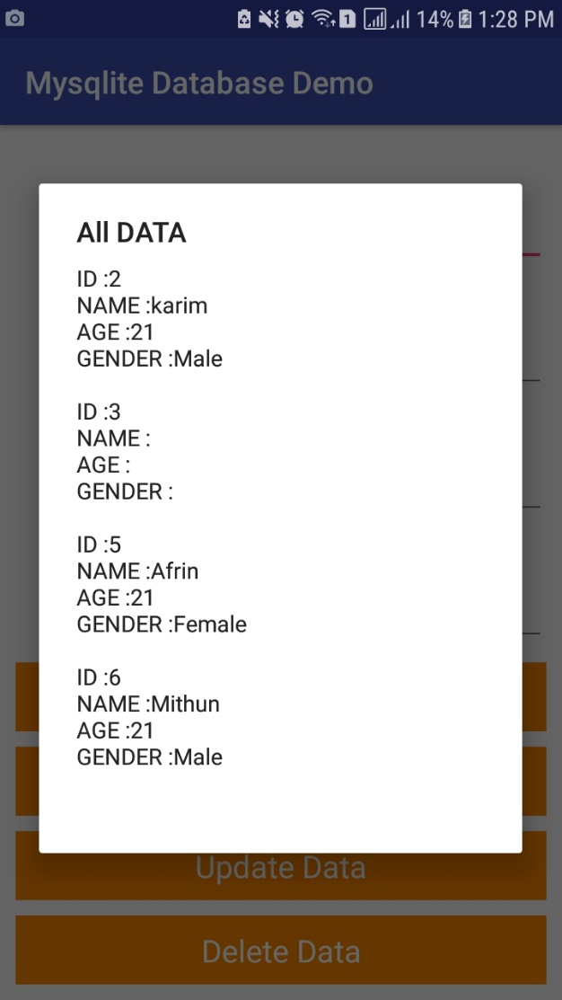 1 14% 1:28 PM
Mysqlite Database Demo
All DATA
ID :2
NAME :karim
AGE :21
GENDER :Male
ID :3
NAME :
AGE :
GENDER :
ID :5
NAME :Afrin
AGE :21
GENDER :Female
ID :6
NAME :Mithun
AGE :21
GENDER :Male
Update Data
Delete Data